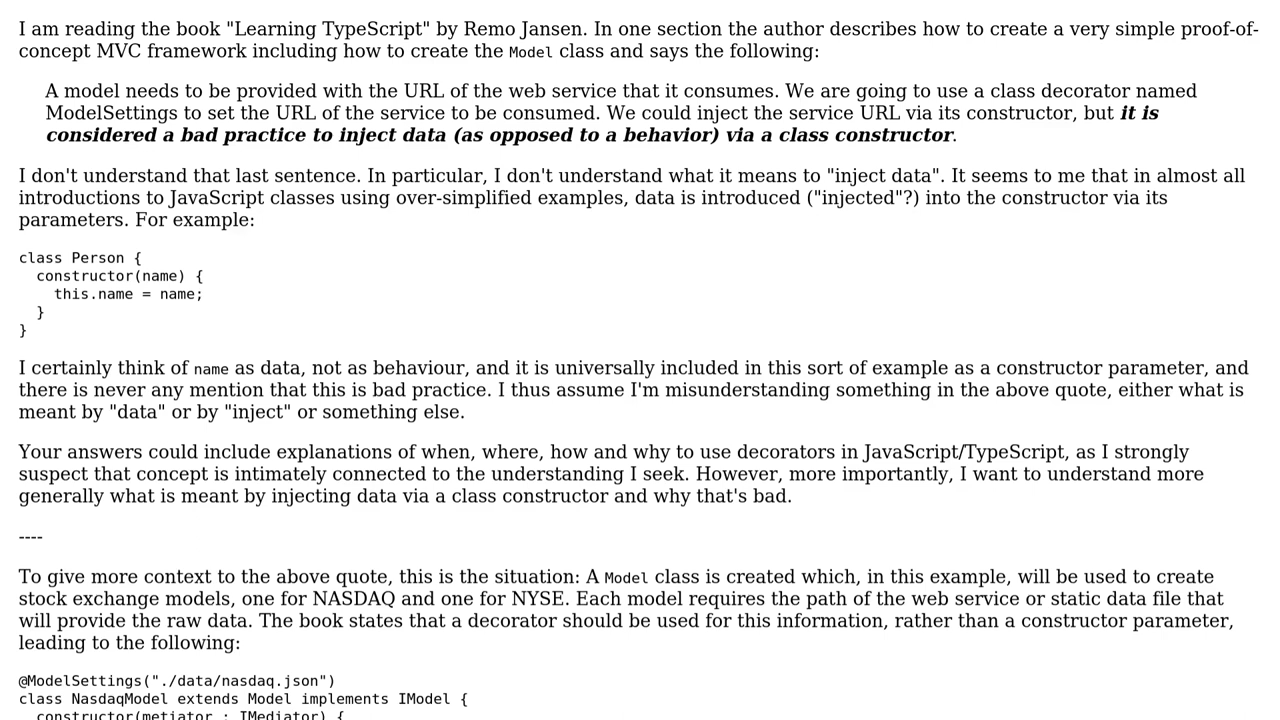 I am reading the book "Learning TypeScript" by Remo Jansen. In one section the author describes how to create a very simple proof-of-
concept MVC framework including how to create the Model class and says the following:
A model needs to be provided with the URL of the web service that it consumes. We are going to use a class decorator named
ModelSettings to set the URL of the service to be consumed. We could inject the service URL via its constructor, but it is
considered a bad practice to inject data (as opposed to a behavior) via a class constructor.
I don't understand that last sentence. In particular, I don't understand what it means to "inject data". It seems to me that in almost all
introductions to JavaScript classes using over-simplified examples, data is introduced ("injected"?) into the constructor via its
parameters. For example:
class Person {
  constructor(name) {
    this.name = name;
  }
}
I certainly think of name as data, not as behaviour, and it is universally included in this sort of example as a constructor parameter, and
there is never any mention that this is bad practice. I thus assume I'm misunderstanding something in the above quote, either what is
meant by "data" or by "inject" or something else.
Your answers could include explanations of when, where, how and why to use decorators in JavaScript/TypeScript, as I strongly
suspect that concept is intimately connected to the understanding I seek. However, more importantly, I want to understand more
generally what is meant by injecting data via a class constructor and why that's bad.
----
To give more context to the above quote, this is the situation: A Model class is created which, in this example, will be used to create
stock exchange models, one for NASDAQ and one for NYSE. Each model requires the path of the web service or static data file that
will provide the raw data. The book states that a decorator should be used for this information, rather than a constructor parameter,
leading to the following:
@ModelSettings("./data/nasdaq.json")
class NasdaqModel extends Model implements IModel {
  constructor(metiator : IMediator) {